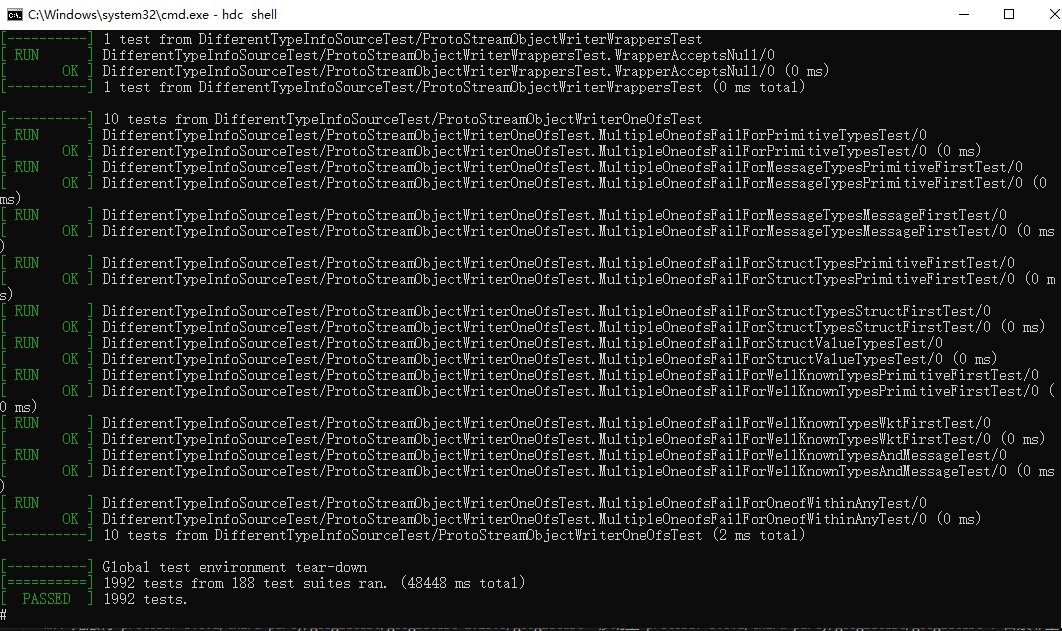 C:\Windows\system32\cmd.exe - hdc  shell
[----------] 1 test from DifferentTypeInfoSourceTest/ProtoStreamObjectWriterWrappersTest
[ RUN      ] DifferentTypeInfoSourceTest/ProtoStreamObjectWriterWrappersTest.WrapperAcceptsNull/0
[       OK ] DifferentTypeInfoSourceTest/ProtoStreamObjectWriterWrappersTest.WrapperAcceptsNull/0 (0 ms)
[----------] 1 test from DifferentTypeInfoSourceTest/ProtoStreamObjectWriterWrappersTest (0 ms total)
[----------] 10 tests from DifferentTypeInfoSourceTest/ProtoStreamObjectWriterOneOfsTest
[ RUN      ] DifferentTypeInfoSourceTest/ProtoStreamObjectWriterOneOfsTest.MultipleOneofsFailForPrimitiveTypesTest/0
[       OK ] DifferentTypeInfoSourceTest/ProtoStreamObjectWriterOneOfsTest.MultipleOneofsFailForPrimitiveTypesTest/0 (0 ms)
[ RUN      ] DifferentTypeInfoSourceTest/ProtoStreamObjectWriterOneOfsTest.MultipleOneofsFailForMessageTypesPrimitiveFirstTest/0
[       OK ] DifferentTypeInfoSourceTest/ProtoStreamObjectWriterOneOfsTest.MultipleOneofsFailForMessageTypesPrimitiveFirstTest/0 (0
ms)
[ RUN      ] DifferentTypeInfoSourceTest/ProtoStreamObjectWriterOneOfsTest.MultipleOneofsFailForMessageTypesMessageFirstTest/0
[       OK ] DifferentTypeInfoSourceTest/ProtoStreamObjectWriterOneOfsTest.MultipleOneofsFailForMessageTypesMessageFirstTest/0 (0 ms
)
[ RUN      ] DifferentTypeInfoSourceTest/ProtoStreamObjectWriterOneOfsTest.MultipleOneofsFailForStructTypesPrimitiveFirstTest/0
[       OK ] DifferentTypeInfoSourceTest/ProtoStreamObjectWriterOneOfsTest.MultipleOneofsFailForStructTypesPrimitiveFirstTest/0 (0 m
s)
[ RUN      ] DifferentTypeInfoSourceTest/ProtoStreamObjectWriterOneOfsTest.MultipleOneofsFailForStructTypesStructFirstTest/0
[       OK ] DifferentTypeInfoSourceTest/ProtoStreamObjectWriterOneOfsTest.MultipleOneofsFailForStructTypesStructFirstTest/0 (0 ms)
[ RUN      ] DifferentTypeInfoSourceTest/ProtoStreamObjectWriterOneOfsTest.MultipleOneofsFailForStructValueTypesTest/0
[       OK ] DifferentTypeInfoSourceTest/ProtoStreamObjectWriterOneOfsTest.MultipleOneofsFailForStructValueTypesTest/0 (0 ms)
[ RUN      ] DifferentTypeInfoSourceTest/ProtoStreamObjectWriterOneOfsTest.MultipleOneofsFailForWellKnownTypesPrimitiveFirstTest/0
[       OK ] DifferentTypeInfoSourceTest/ProtoStreamObjectWriterOneOfsTest.MultipleOneofsFailForWellKnownTypesPrimitiveFirstTest/0 (
0 ms)
[ RUN      ] DifferentTypeInfoSourceTest/ProtoStreamObjectWriterOneOfsTest.MultipleOneofsFailForWellKnownTypesWktFirstTest/0
[       OK ] DifferentTypeInfoSourceTest/ProtoStreamObjectWriterOneOfsTest.MultipleOneofsFailForWellKnownTypesWktFirstTest/0 (0 ms)
[ RUN      ] DifferentTypeInfoSourceTest/ProtoStreamObjectWriterOneOfsTest.MultipleOneofsFailForWellKnownTypesAndMessageTest/0
[       OK ] DifferentTypeInfoSourceTest/ProtoStreamObjectWriterOneOfsTest.MultipleOneofsFailForWellKnownTypesAndMessageTest/0 (0 ms
)
[ RUN      ] DifferentTypeInfoSourceTest/ProtoStreamObjectWriterOneOfsTest.MultipleOneofsFailForOneofWithinAnyTest/0
[       OK ] DifferentTypeInfoSourceTest/ProtoStreamObjectWriterOneOfsTest.MultipleOneofsFailForOneofWithinAnyTest/0 (0 ms)
[----------] 10 tests from DifferentTypeInfoSourceTest/ProtoStreamObjectWriterOneOfsTest (2 ms total)
[----------] Global test environment tear-down
[==========] 1992 tests from 188 test suites ran. (48448 ms total)
[  PASSED  ] 1992 tests.
#